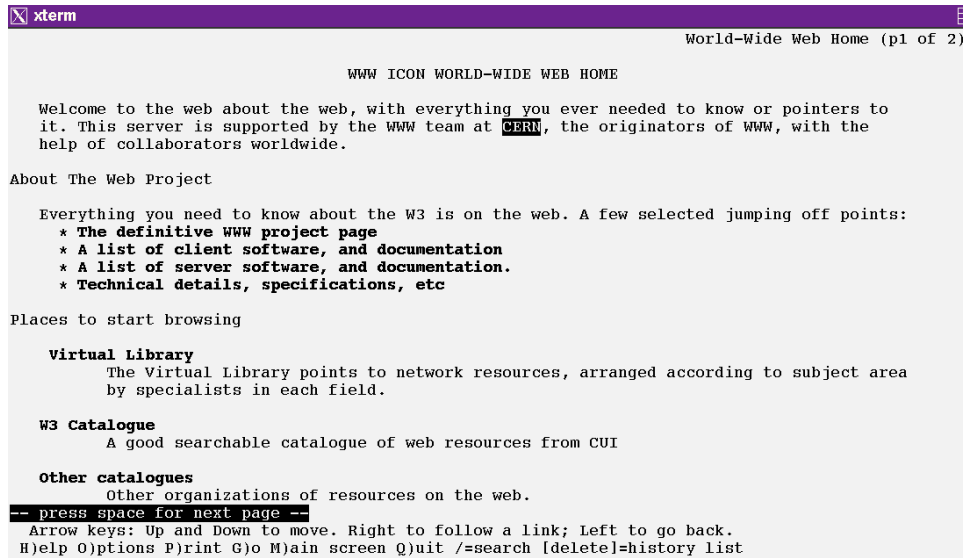 X xterm
World-Wide Web Home (p1 of 2)
WWW ICON WORLD-WIDE WEB HOME
Welcome to the web about the web, with everything you ever needed to know or pointers to
it. This server is supported by the WWW team at CERN, the originators of WWW, with the
help of collaborators worldwide.
About The Web Project
Everything you need to know about the W3 is on the web. A few selected jumping off points:
* The definitive WWW project page
* A list of client software, and documentation
* A list of server software, and documentation.
* Technical details, specifications, etc
Places to start browsing
Virtual Library
The Virtual Library points to network resources, arranged according to subject area
by specialists in each field.
W3 Catalogue
A good searchable catalogue of web resources from CUI
Other catalogues
Other organizations of resources on the web.
-- press space for next page --
Arrow keys: Up and Down to move. Right to follow a link; Left to go back.
H)elp O)ptions P)rint G)o M)ain screen Q)uit /=search [delete]=history list